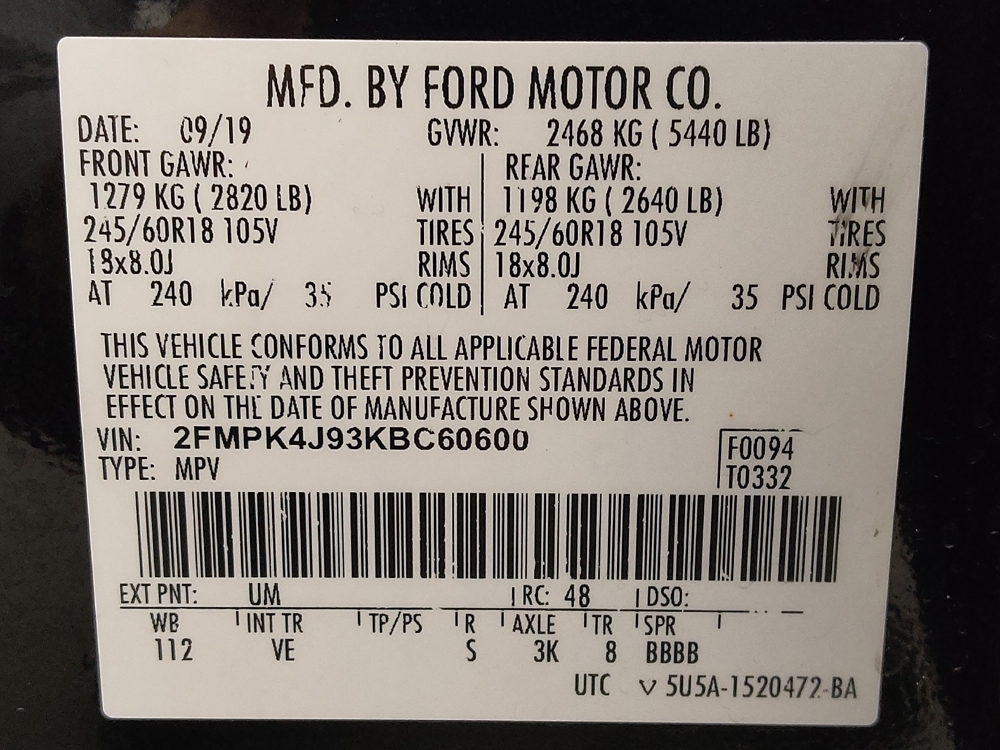 MFD. BY FORD MOTOR CO.
DATE: 09/19 GVWR: 2468 KG ( 5440 LB)
FRONT GAWR: REAR GAWR:
1279 KG ( 2820 LB) WITH 1198 KG ( 2640 LB) WITH
245/60R18 105V TIRES 245/60R18 105V TIRES
18x8.0J RIMS 18x8.0J RIMS
AT 240 kPa/ 35 PSI COLD AT 240 kPa/ 35 PSI COLD
THIS VEHICLE CONFORMS TO ALL APPLICABLE FEDERAL MOTOR
VEHICLE SAFETY AND THEFT PREVENTION STANDARDS IN
EFFECT ON THE DATE OF MANUFACTURE SHOWN ABOVE.
VIN: 2FMPK4J93KBC60600
F0094
TYPE: MPV
T0332
EXT PNT: UM RC: 48 DSO:
WB INT TR TP/PS R AXLE TR SPR
112 VE S 3K 8 BBBB
UTC V 5U5A-1520472-BA